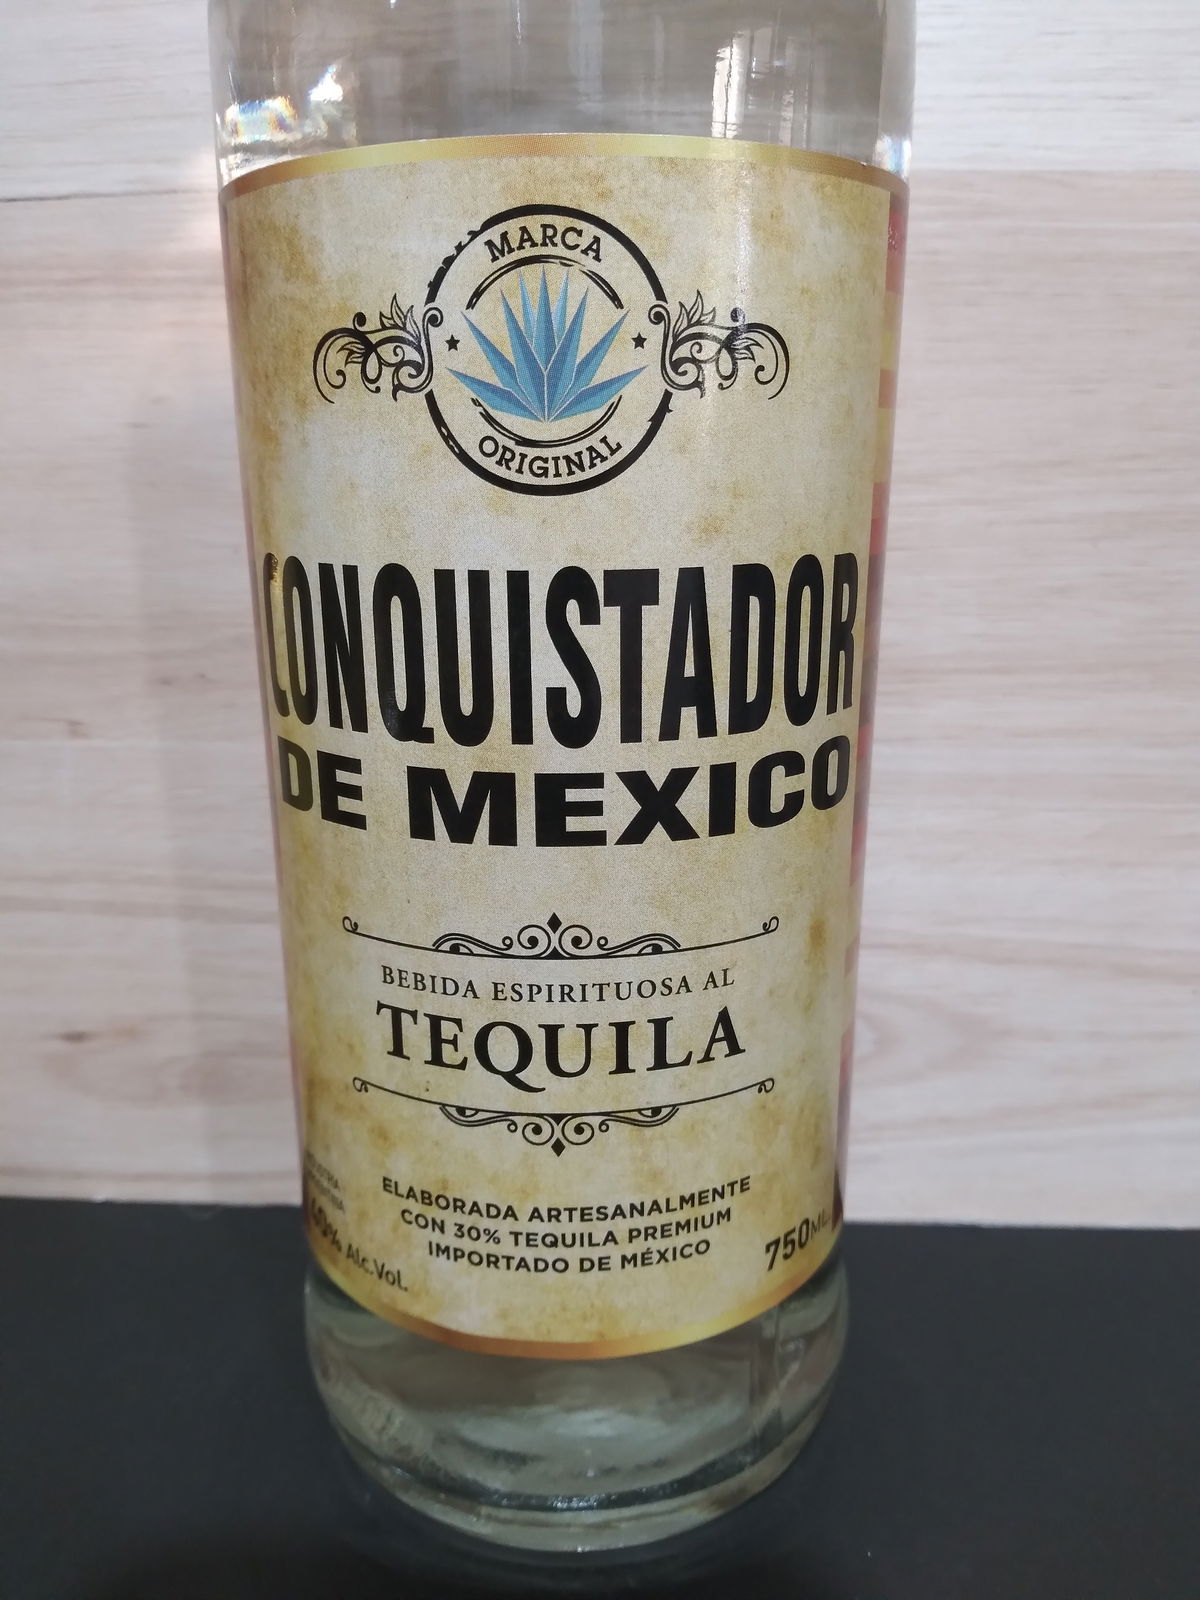 MARCA
ORIGINAL
CONQUISTADOR
DE MEXICO
BEBIDA ESPIRITUOSA AL
TEQUILA
ELABORADA ARTESANALMENTE
CON 30% TEQUILA PREMIUM
IMPORTADO DE MÉXICO
Alc.Vol.
750ML.